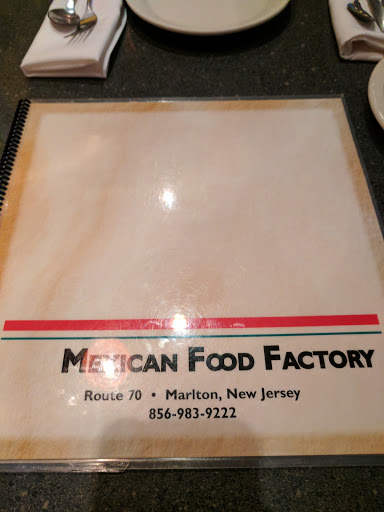 MEXICAN FOOD FACTORY
Route 70 • Marlton, New Jersey
856-983-9222